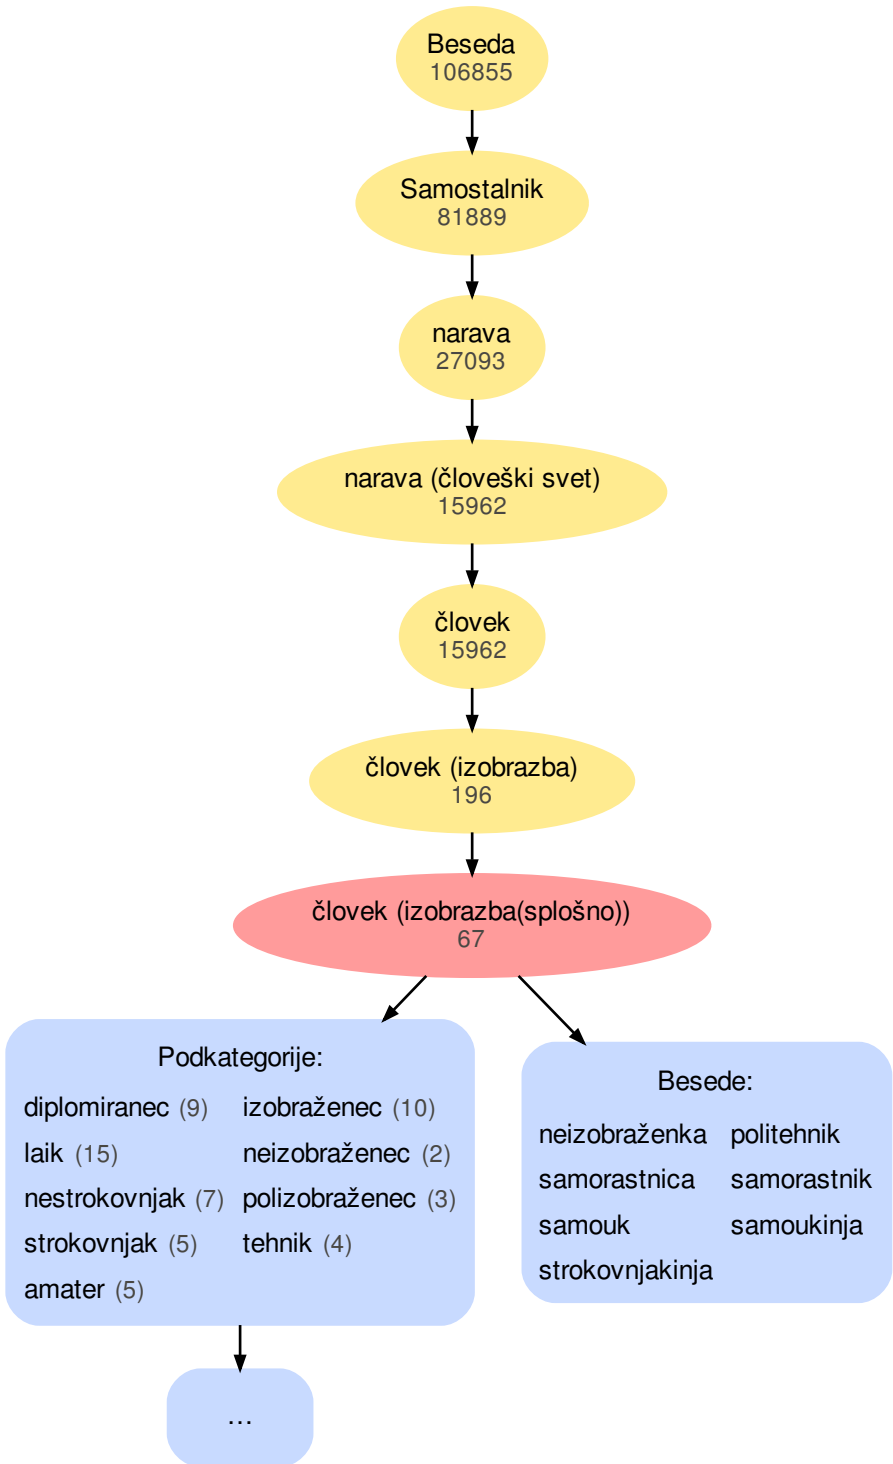 Beseda
106855
Samostalnik
81889
narava
27093
narava (človeški svet)
15962
človek
15962
človek (izobrazba)
196
človek (izobrazba(splošno))
67
Podkategorije:
diplomiranec (9) izobraženec (10)
laik (15) neizobraženec (2)
nestrokovnjak (7) polizobraženec (3)
strokovnjak (5) tehnik (4)
amater (5)
Besede:
neizobraženka politehnik
samorastnica samorastnik
samouk samoukinja
strokovnjakinja
...